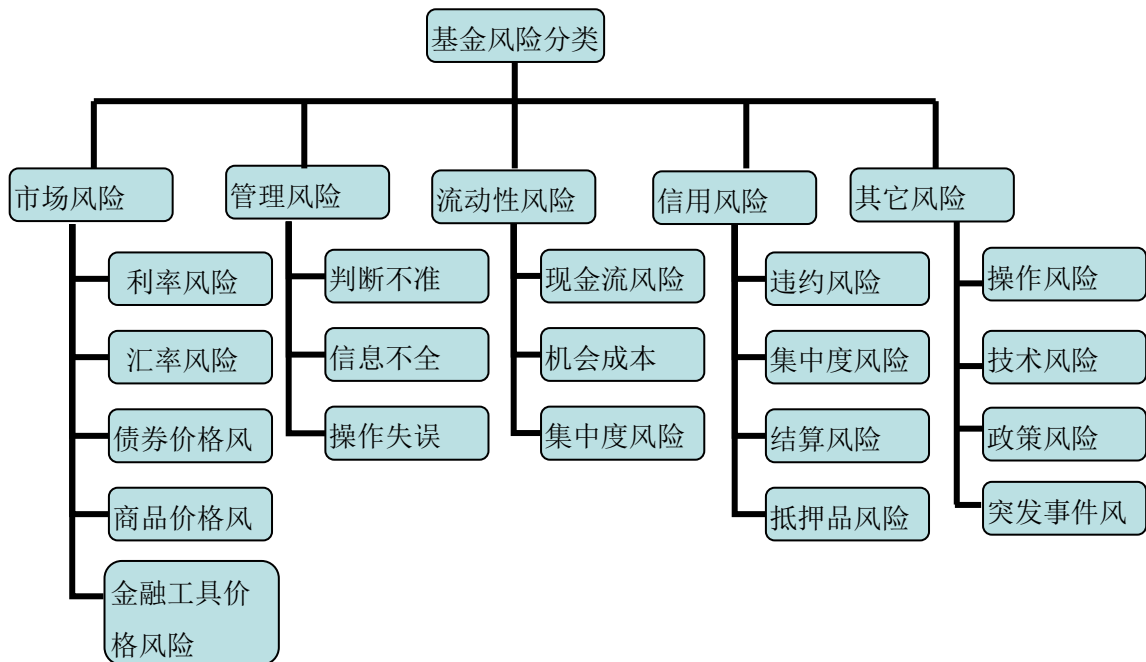 基金风险分类
市场风险
管理风险
流动性风险
信用风险
其它风险
利率风险
汇率风险
债券价格风
商品价格风
金融工具价
格风险
判断不准
信息不全
操作失误
现金流风险
机会成本
集中度风险
违约风险
集中度风险
结算风险
抵押品风险
操作风险
技术风险
政策风险
突发事件风